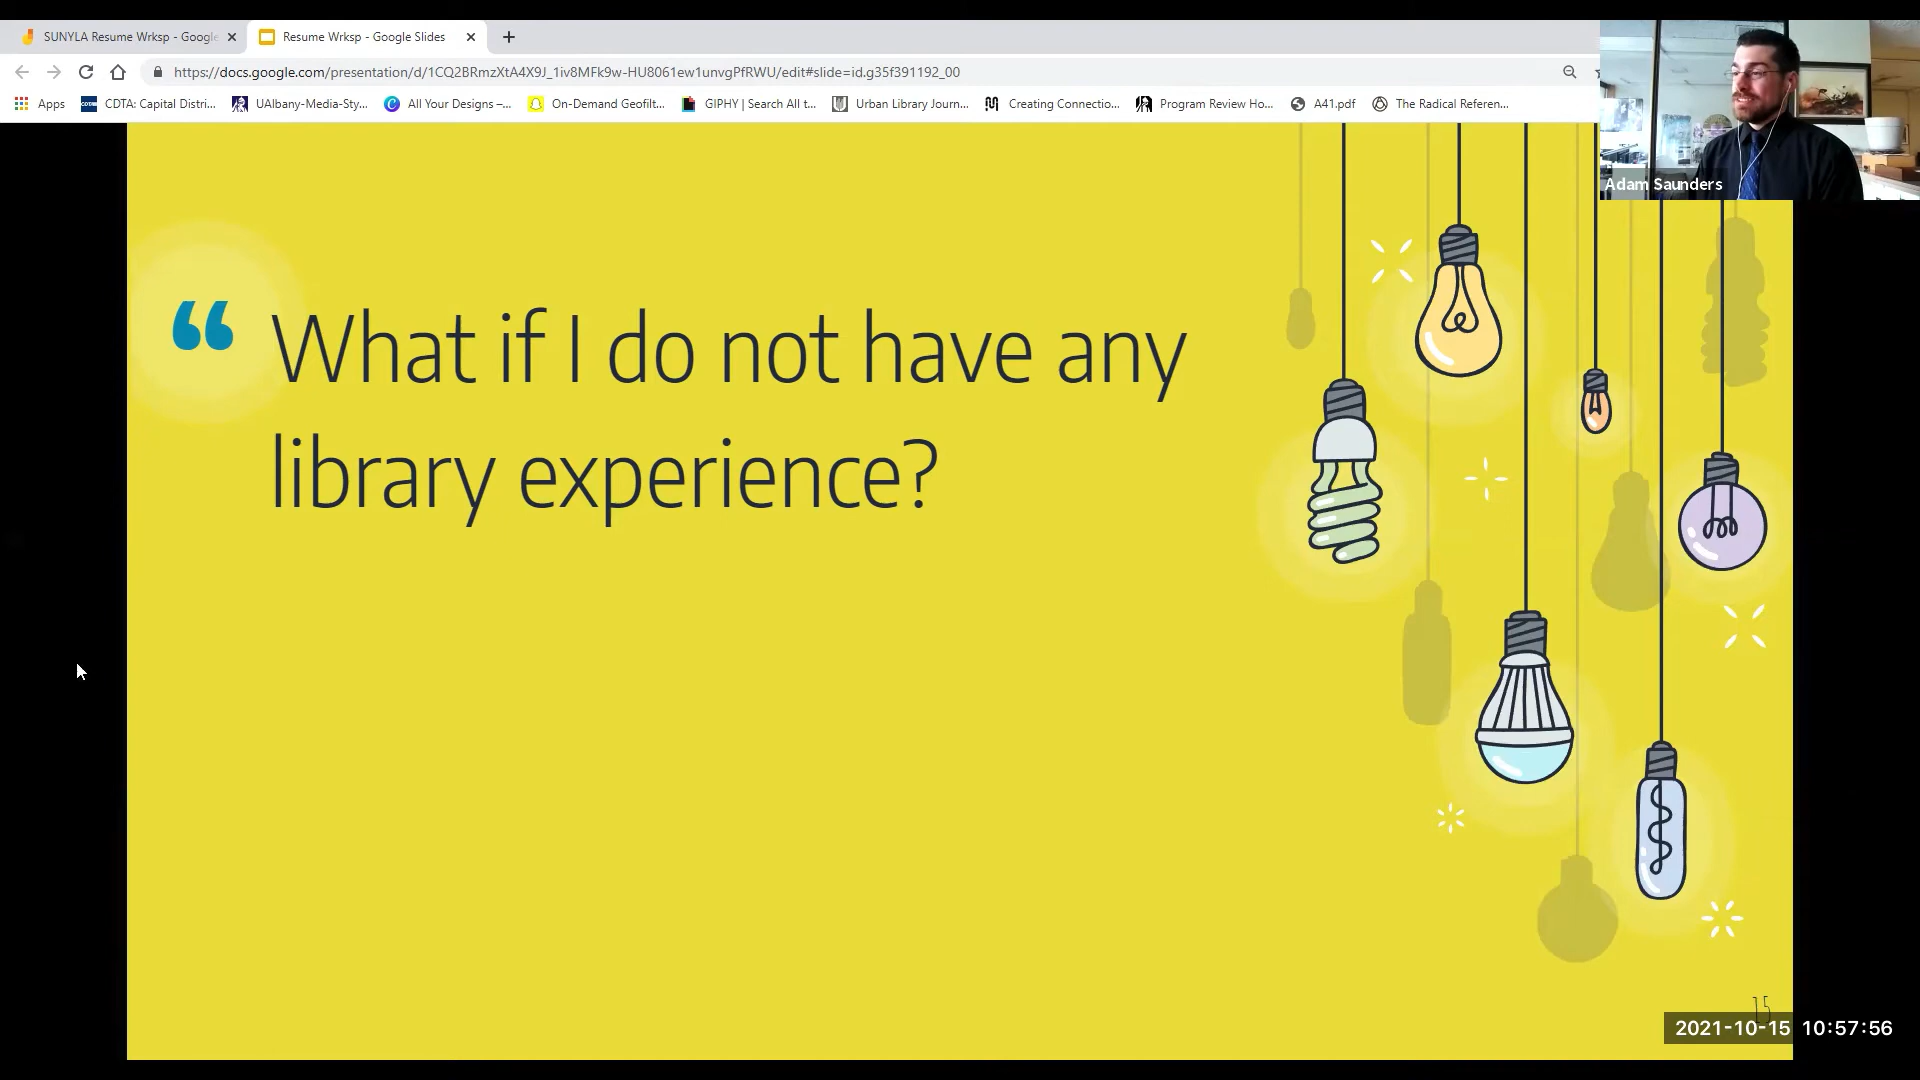 SUNYLA Resume Wrksp - Google
Resume Wrksp - Google Slides
https://docs.google.com/presentation/d/1CQ2BRmzXtA4X9J_1iv8MFk9w-HU8061ew1unvgPfRWU/edit#slide=id.g35f391192_00
Apps
CDTA: Capital Distri...
UAlbany-Media-Sty...
All Your Designs –...
On-Demand Geofilt...
GIPHY | Search All t...
Urban Library Journ...
Creating Connectio...
Program Review Ho...
A41.pdf
The Radical Referen...
Adam Saunders
“ What if I do not have any
library experience?
15
2021-10-15 10:57:56